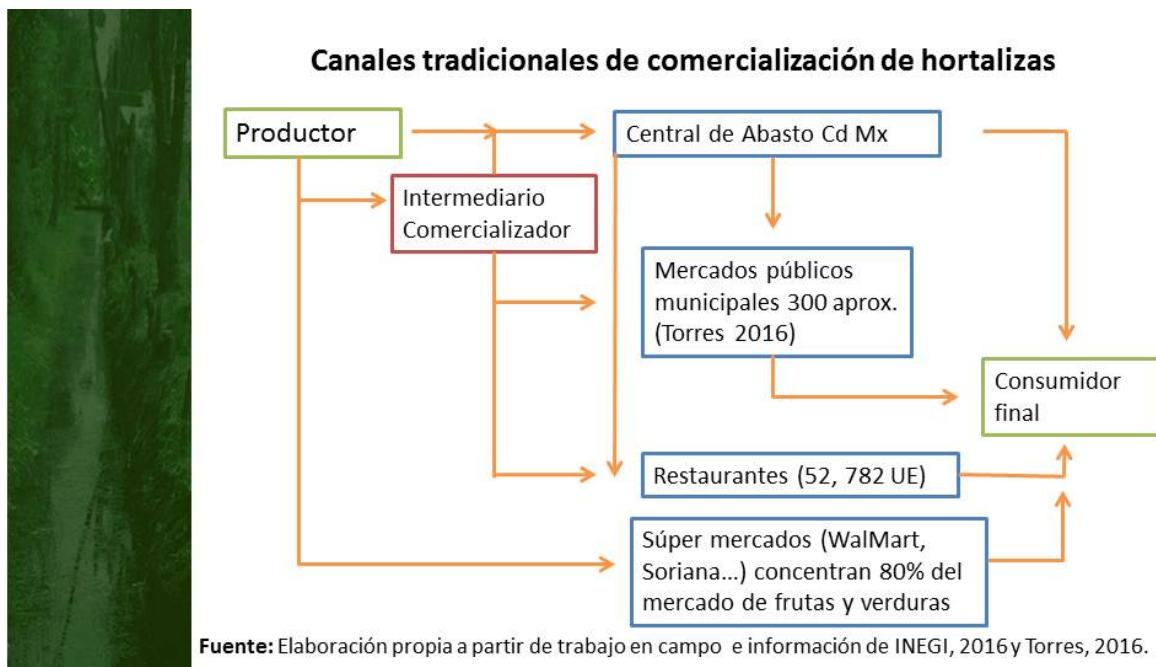 Canales tradicionales de comercialización de hortalizas
Productor
Central de Abasto Cd Mx
Intermediario
Comercializador
Mercados públicos
municipales 300 aprox.
(Torres 2016)
Consumidor
final
Restaurantes (52, 782 UE)
Súper mercados (WalMart,
Soriana...) concentran 80% del
mercado de frutas y verduras
Fuente: Elaboración propia a partir de trabajo en campo e información de INEGI, 2016 y Torres, 2016.